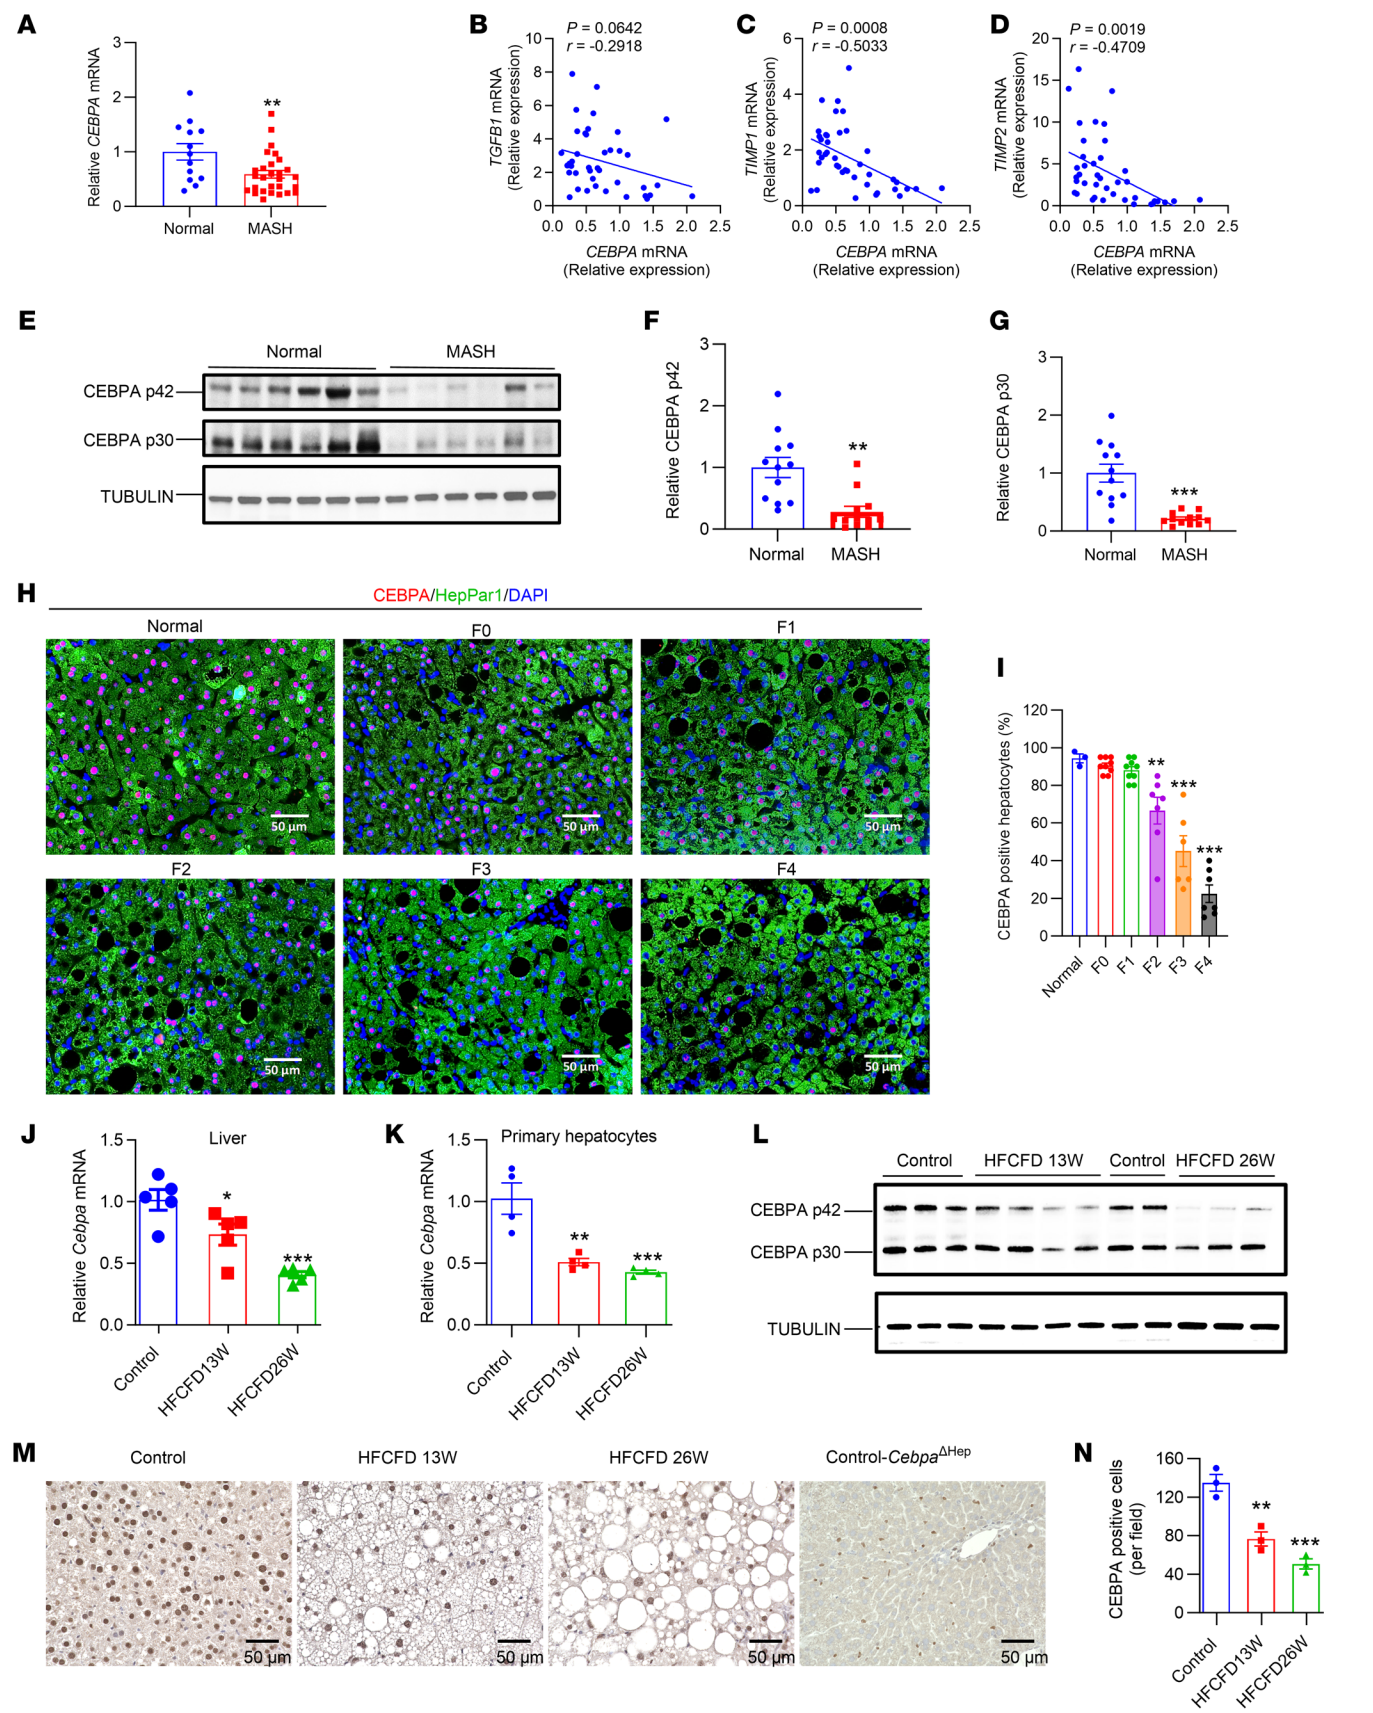 A
Relative CEBPA mRNA
3
2
1
0
**
Normal
MASH
B
P = 0.0642
r = -0.2918
TGFB1 mRNA
(Relative expression)
10
8
6
4
2
0
0.0 0.5 1.0 1.5 2.0 2.5
CEBPA mRNA
(Relative expression)
C
P = 0.0008
r = -0.5033
TIMP1 mRNA
(Relative expression)
6
4
2
0
0.0 0.5 1.0 1.5 2.0 2.5
CEBPA mRNA
(Relative expression)
D
P = 0.0019
r = -0.4709
TIMP2 mRNA
(Relative expression)
20
15
10
5
0
0.0 0.5 1.0 1.5 2.0 2.5
CEBPA mRNA
(Relative expression)
E
Normal
MASH
CEBPA p42
CEBPA p30
TUBULIN
F
Relative CEBPA p42
3
2
1
0
**
Normal
MASH
G
Relative CEBPA p30
3
2
1
0
***
Normal
MASH
H
CEBPA/HepPar1/DAPI
Normal
F0
F1
50 µm
50 µm
50 µm
F2
F3
F4
50 µm
50 µm
50 µm
I
CEBPA positive hepatocytes (%)
120
100
80
60
40
20
0
**
***
***
Normal
F0
F1
F2
F3
F4
J
Liver
Relative Cebpa mRNA
1.5
1.0
0.5
0.0
*
***
Control
HFCFD13W
HFCFD26W
K
Primary hepatocytes
Relative Cebpa mRNA
1.5
1.0
0.5
0.0
**
***
Control
HFCFD13W
HFCFD26W
L
Control
HFCFD 13W
Control
HFCFD 26W
CEBPA p42
CEBPA p30
TUBULIN
M
Control
HFCFD 13W
HFCFD 26W
Control-CebpaΔHep
50 µm
50 µm
50 µm
50 µm
N
CEBPA positive cells
(per field)
160
120
80
40
0
**
***
Control
HFCFD13W
HFCFD26W